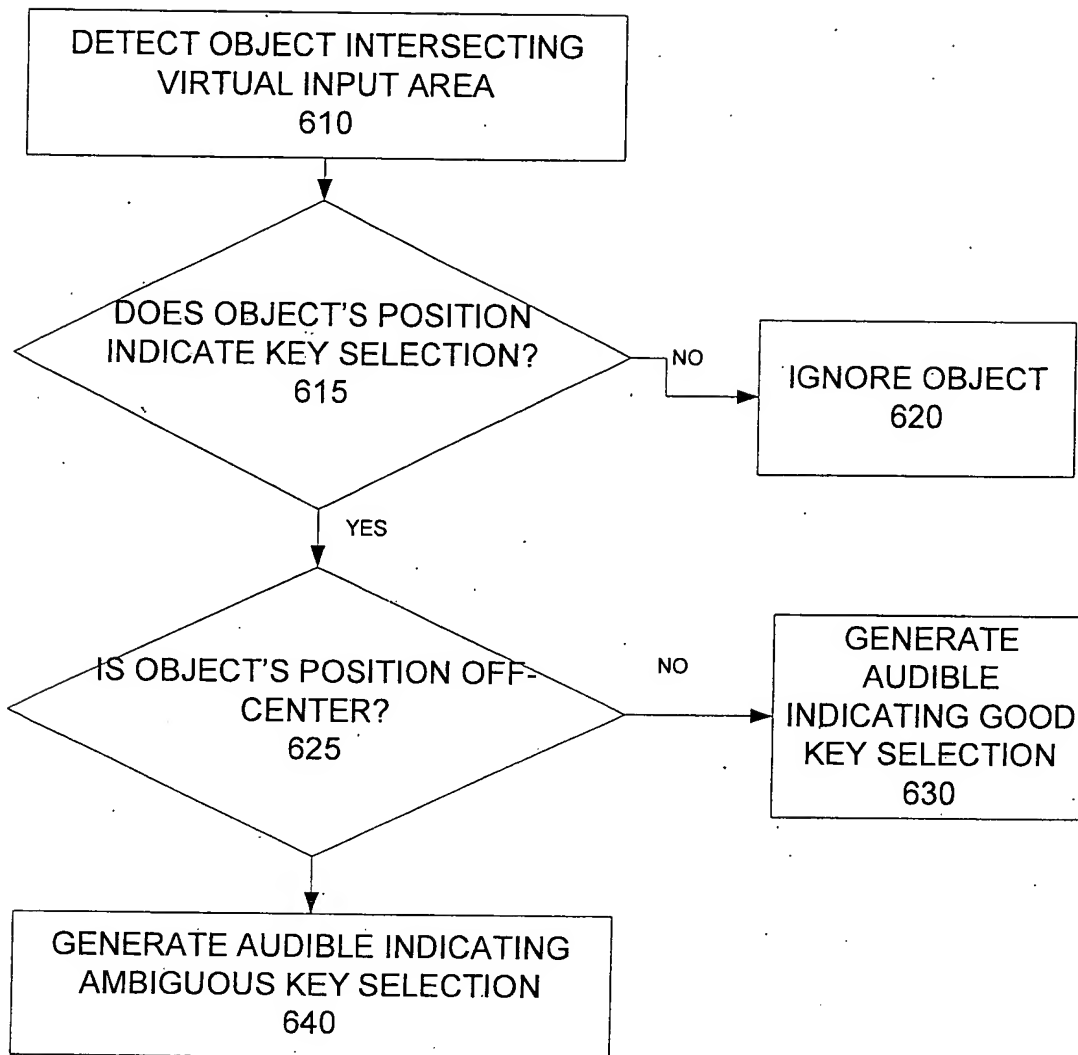 DETECT OBJECT INTERSECTING
VIRTUAL INPUT AREA
610
DOES OBJECT'S POSITION
INDICATE KEY SELECTION?
615
NO
IGNORE OBJECT
620
YES
IS OBJECT'S POSITION OFF-
CENTER?
625
NO
GENERATE
AUDIBLE
INDICATING GOOD
KEY SELECTION
630
GENERATE AUDIBLE INDICATING
AMBIGUOUS KEY SELECTION
640